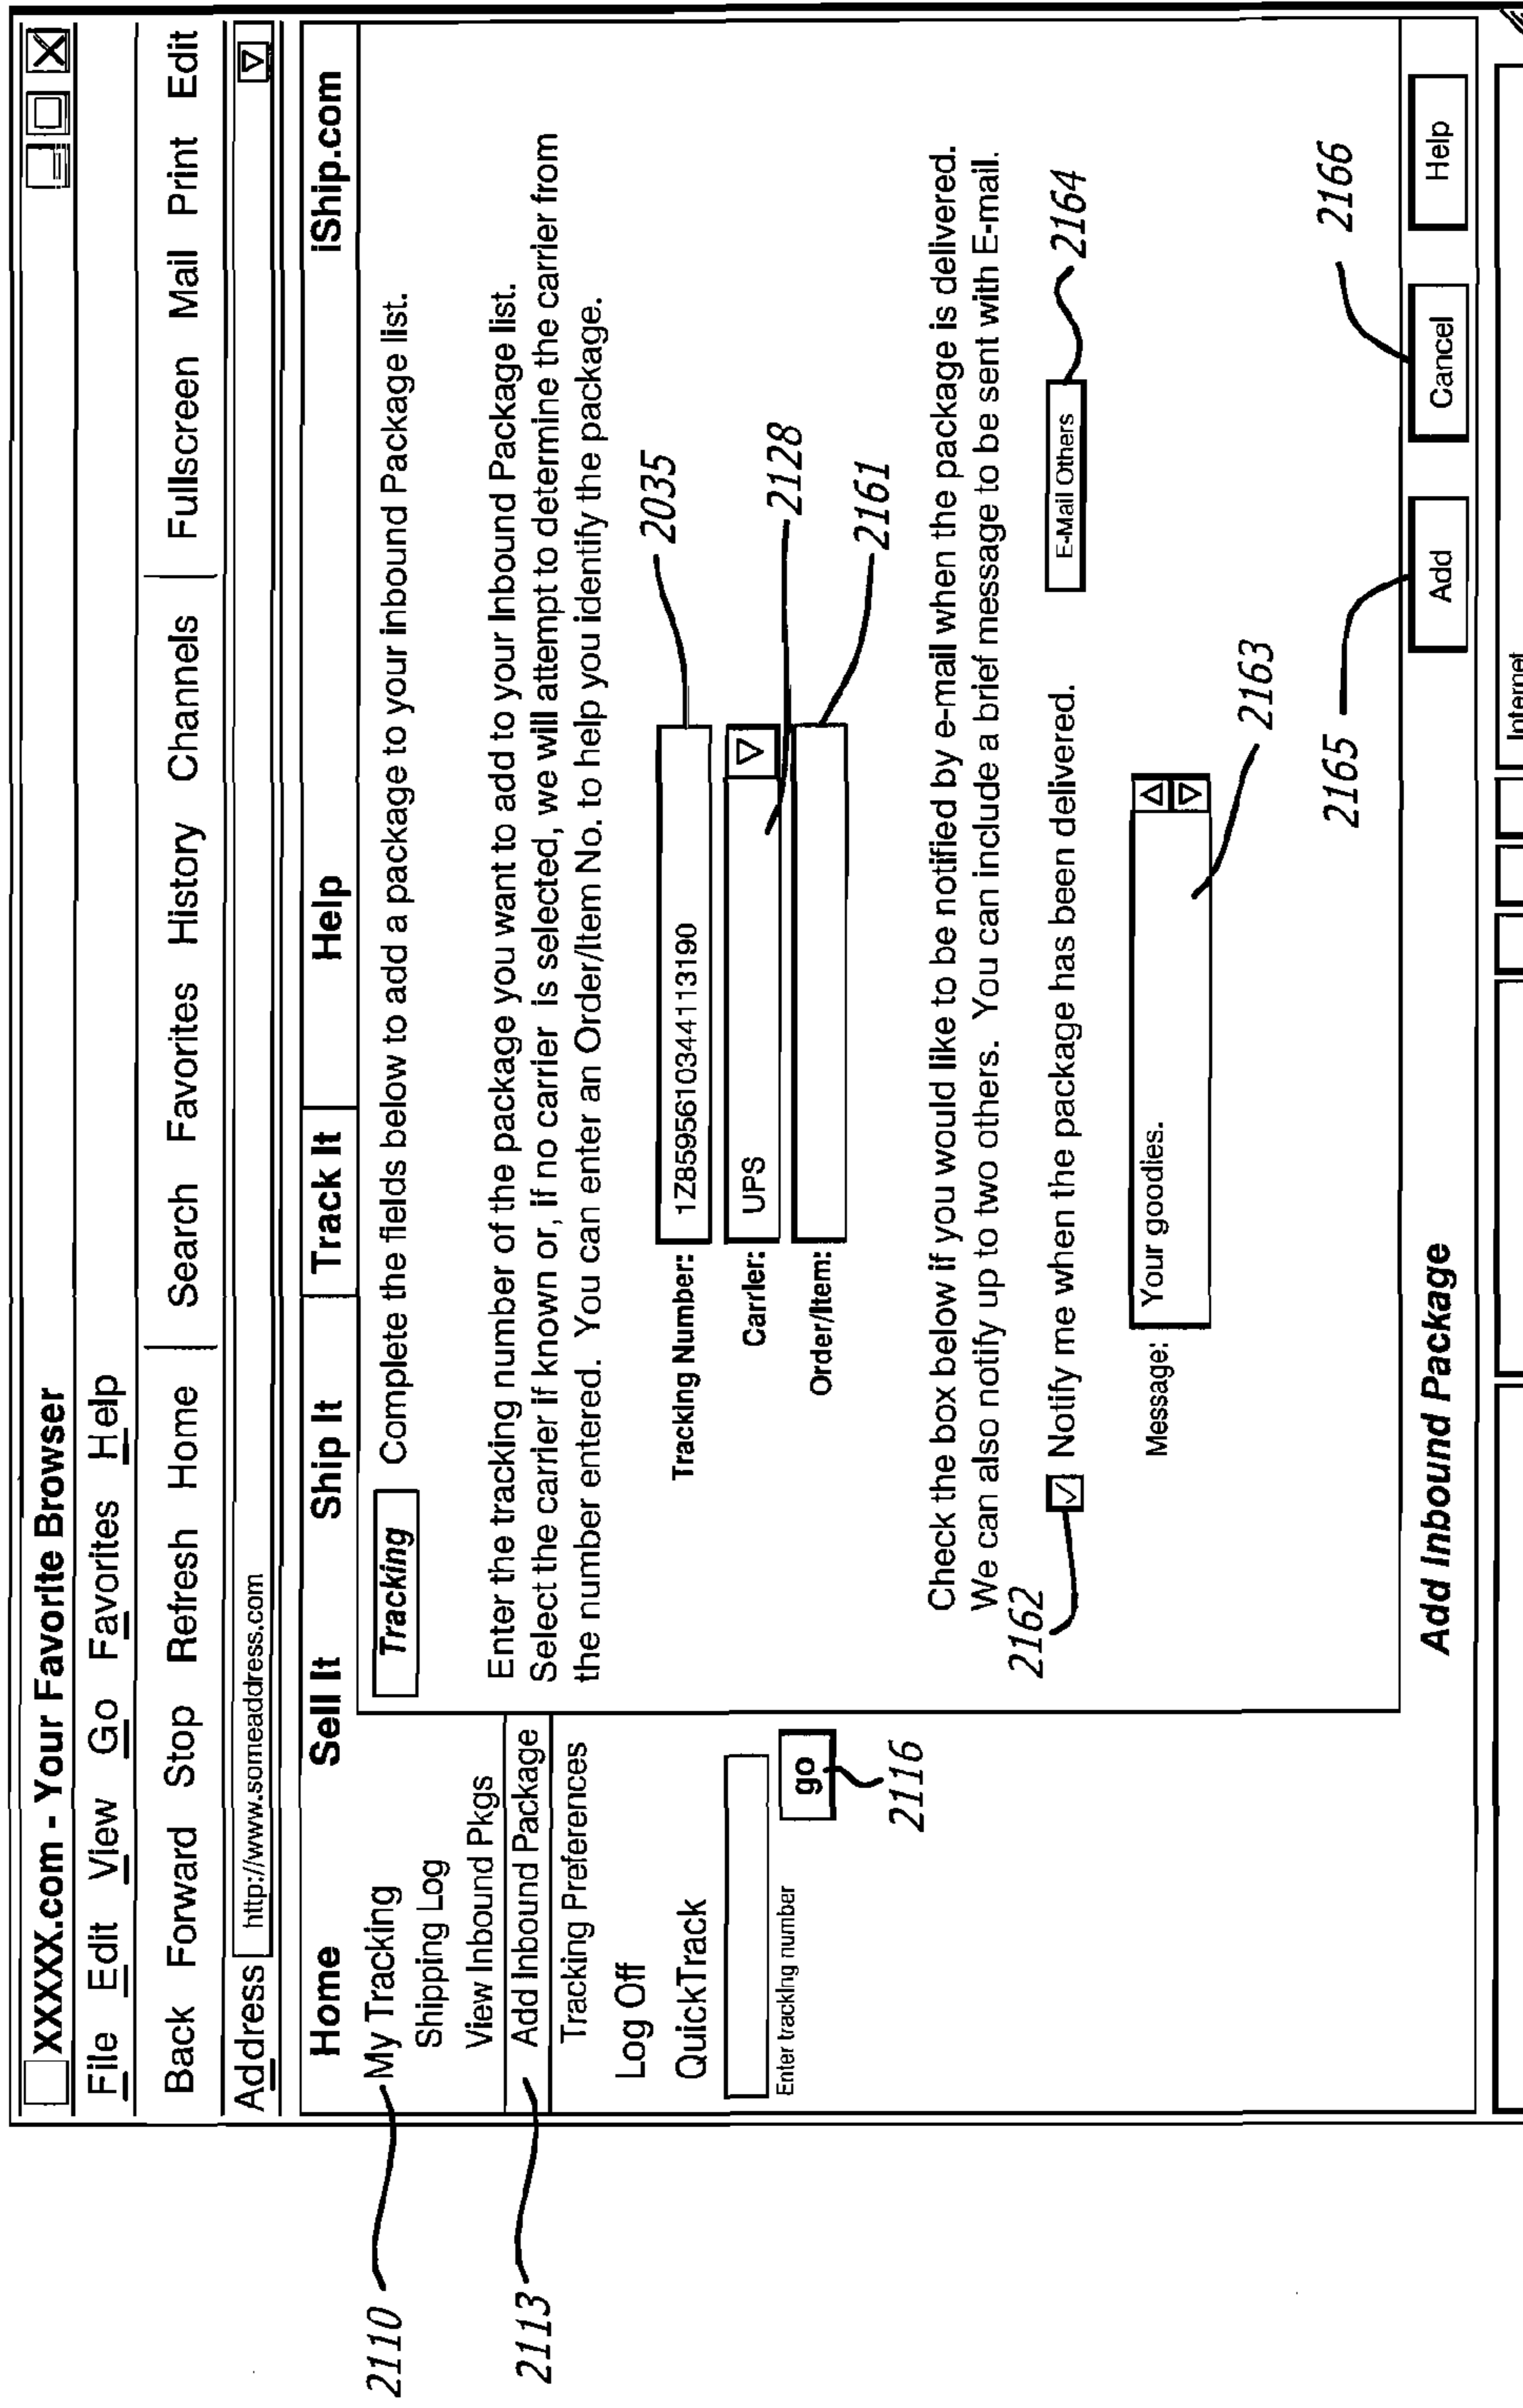 XXXXX.com - Your Favorite Browser
File Edit View Go Favorites Help
Back Forward Stop Refresh Home Search Favorites History Channels Fullscreen Mail Print Edit
Address http://www.someaddress.com
Home Sell It Ship It Track It Help iShip.com
2110
My Tracking
Shipping Log
View Inbound Pkgs
2113
Add Inbound Package
Tracking Preferences
Log Off
QuickTrack
Enter tracking number
go
2116
Tracking Complete the fields below to add a package to your inbound Package list.
Enter the tracking number of the package you want to add to your Inbound Package list.
Select the carrier if known or, if no carrier is selected, we will attempt to determine the carrier from
the number entered. You can enter an Order/Item No. to help you identify the package.
2035
Tracking Number: 1Z8595610344113190
Carrier: UPS
2128
Order/Item:
2161
Check the box below if you would like to be notified by e-mail when the package is delivered.
We can also notify up to two others. You can include a brief message to be sent with E-mail.
2162
Notify me when the package has been delivered.
E-Mail Others
2164
Message: Your goodies.
2163
2165
2166
Add Inbound Package
Add Cancel Help
Internet